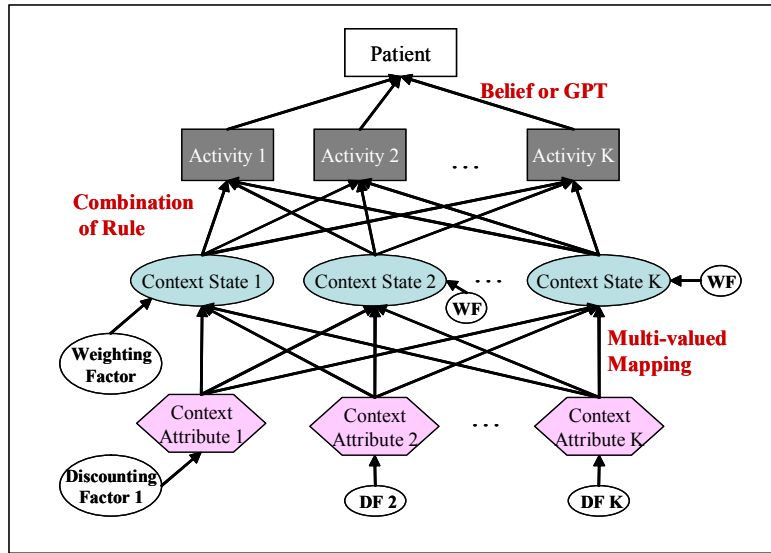 Patient
Belief or GPT
Activity 1
Activity 2
...
Activity K
Combination
of Rule
Context State 1
Context State 2
...
Context State K
WF
WF
Weighting
Factor
Multi-valued
Mapping
Context
Attribute 1
Context
Attribute 2
...
Context
Attribute K
Discounting
Factor 1
DF 2
DF K